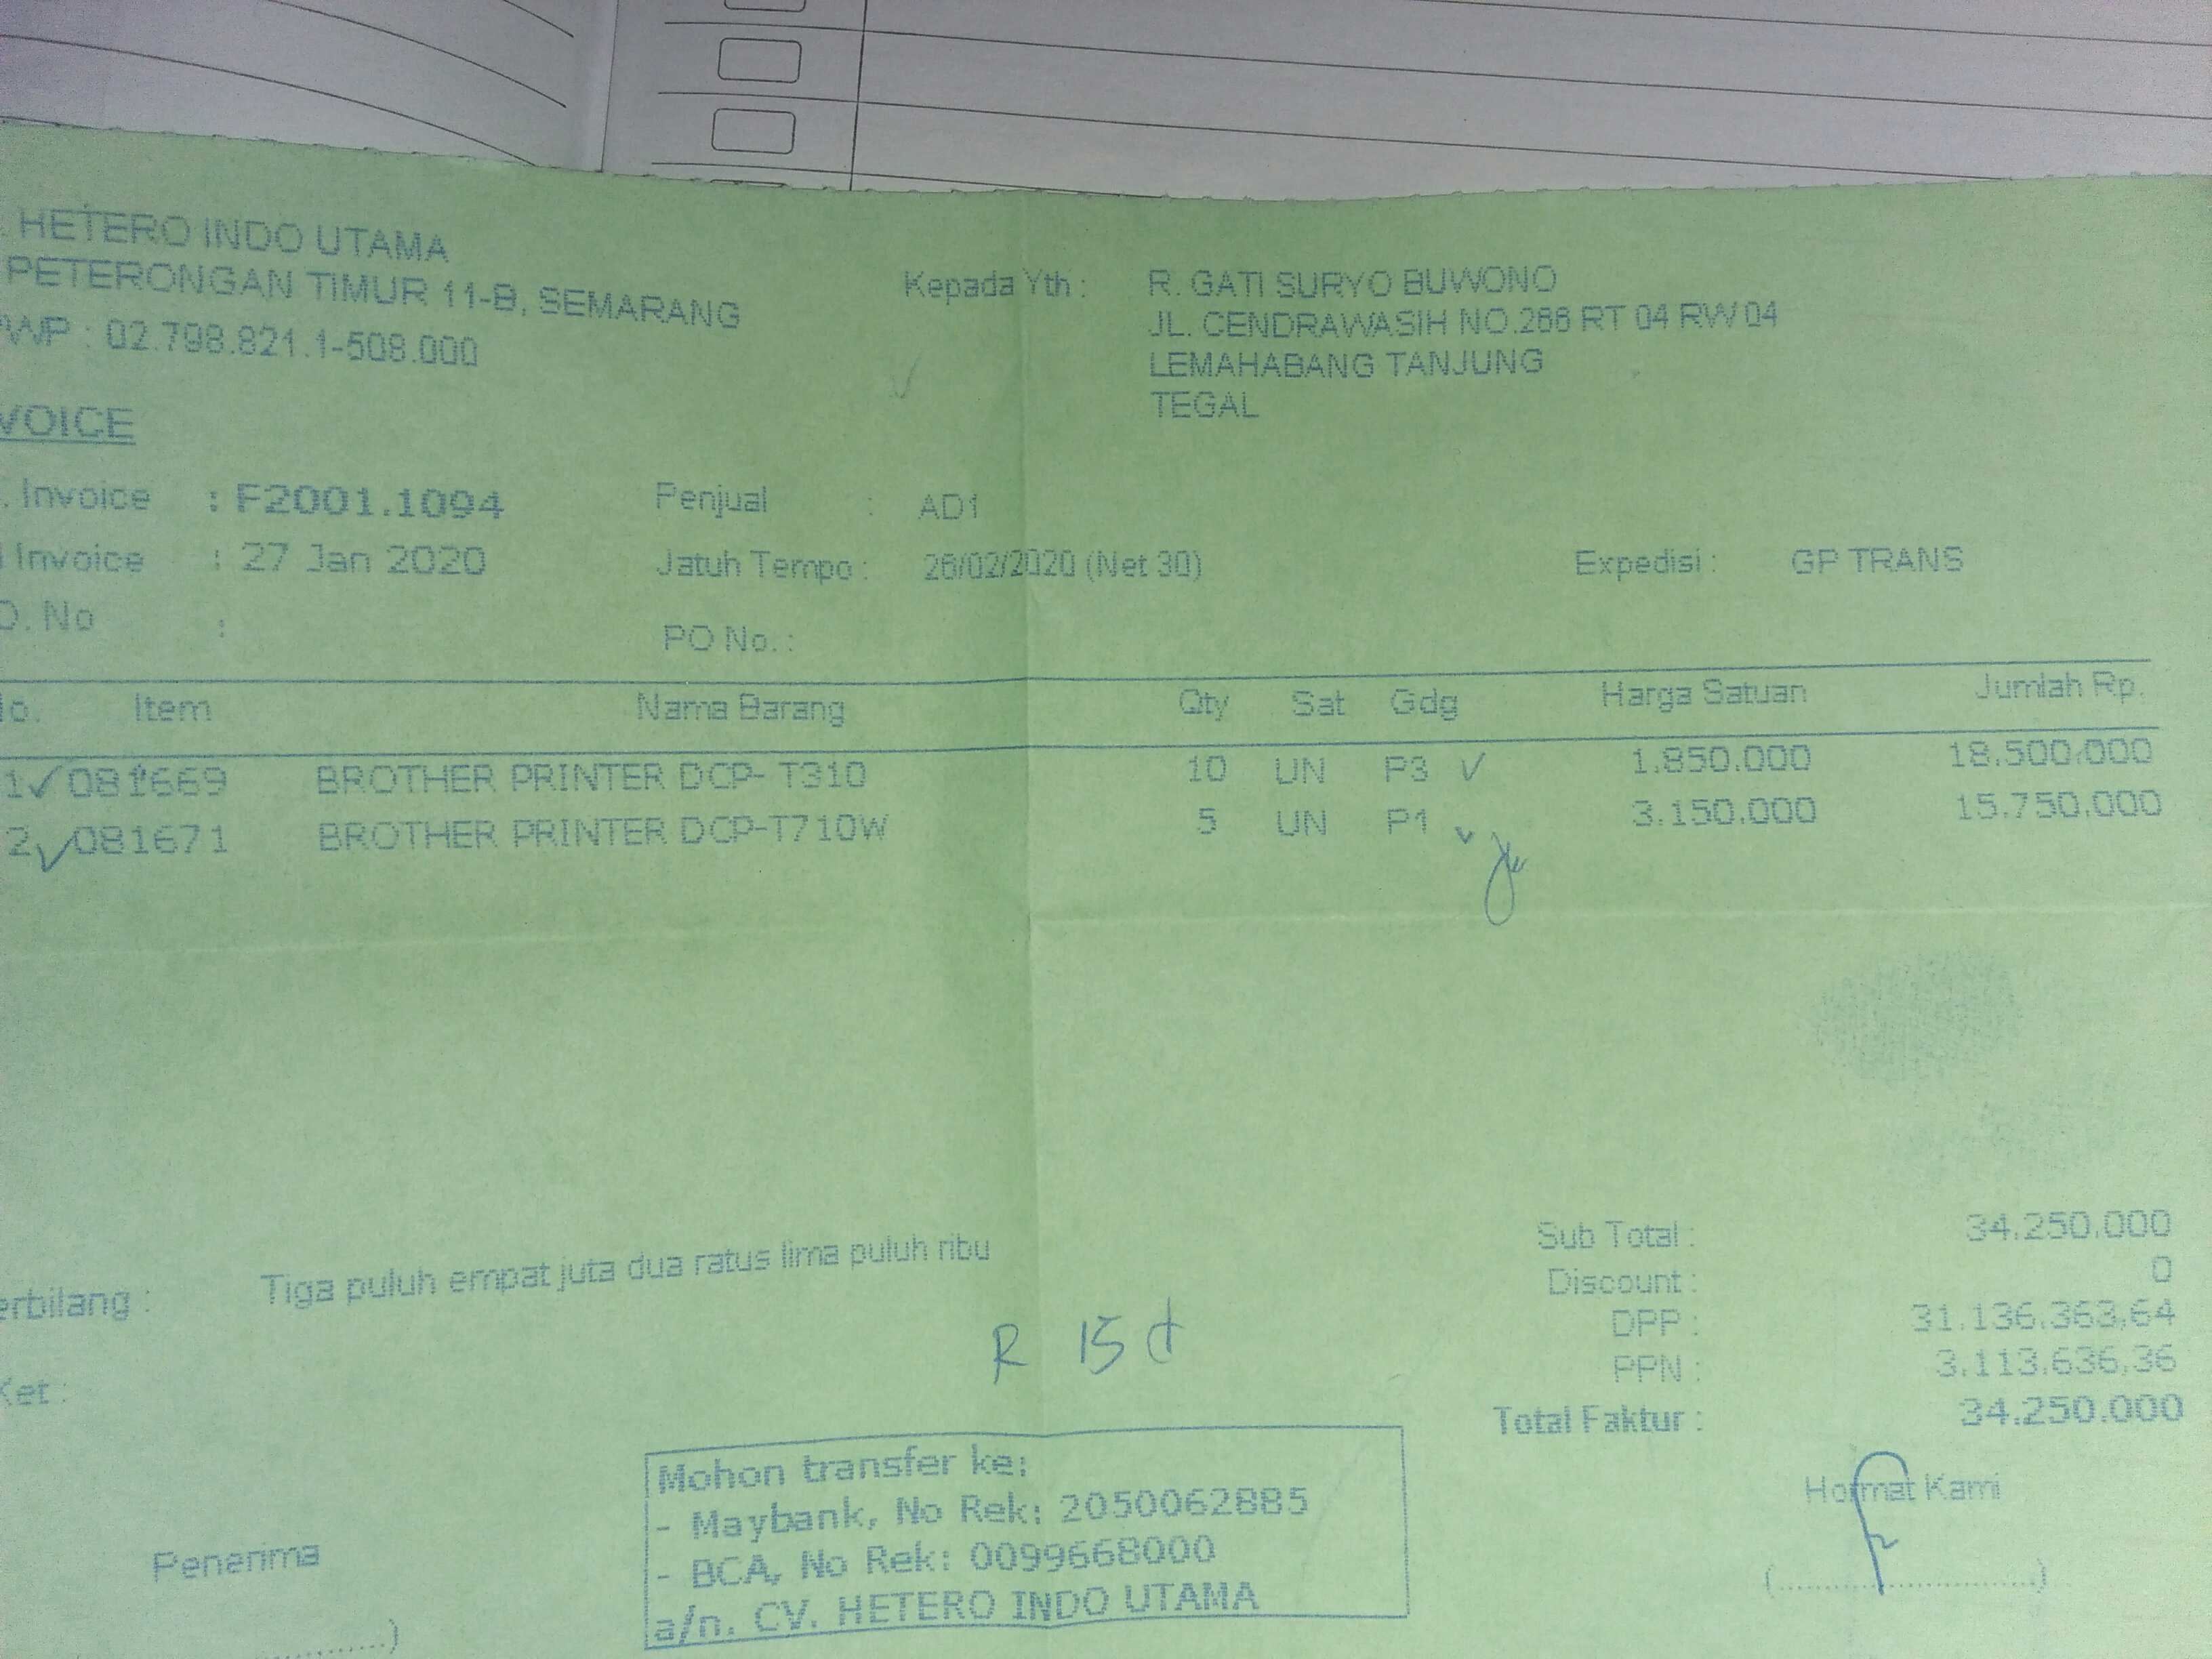 HETERO INDO UTAMA
PETERONGAN TIMUR 11-B, SEMARANG
WP : 02.798.821.1-508.000
Kepada Yth : R. GATI SURYO BUWONO
JL. CENDRAWASIH NO.266 RT 04 RW 04
LEMAHABANG TANJUNG
TEGAL
VOICE
. Invoice : F2001.1094 Penjual : AD1
Invoice : 27 Jan 2020 Jatuh Tempo : 26/02/2020 (Net 30) Expedisi : GP TRANS
O. No : PO No. :
o. Item Nama Barang Qty Sat Gdg Harga Satuan Jumlah Rp.
1 081669 BROTHER PRINTER DCP- T310 10 UN P3 1.850.000 18.500.000
2 081671 BROTHER PRINTER DCP-T710W 5 UN P1 3.150.000 15.750.000
erbilang : Tiga puluh empat juta dua ratus lima puluh ribu
Ket :
R 15 d
Sub Total : 34.250.000
Discount : 0
DPP : 31.136.363,64
PPN : 3.113.636,36
Total Faktur : 34.250.000
Mohon transfer ke:
- Maybank, No Rek: 2050062885
- BCA, No Rek: 0099668000
a/n. CV. HETERO INDO UTAMA
Penerima
Hormat Kami